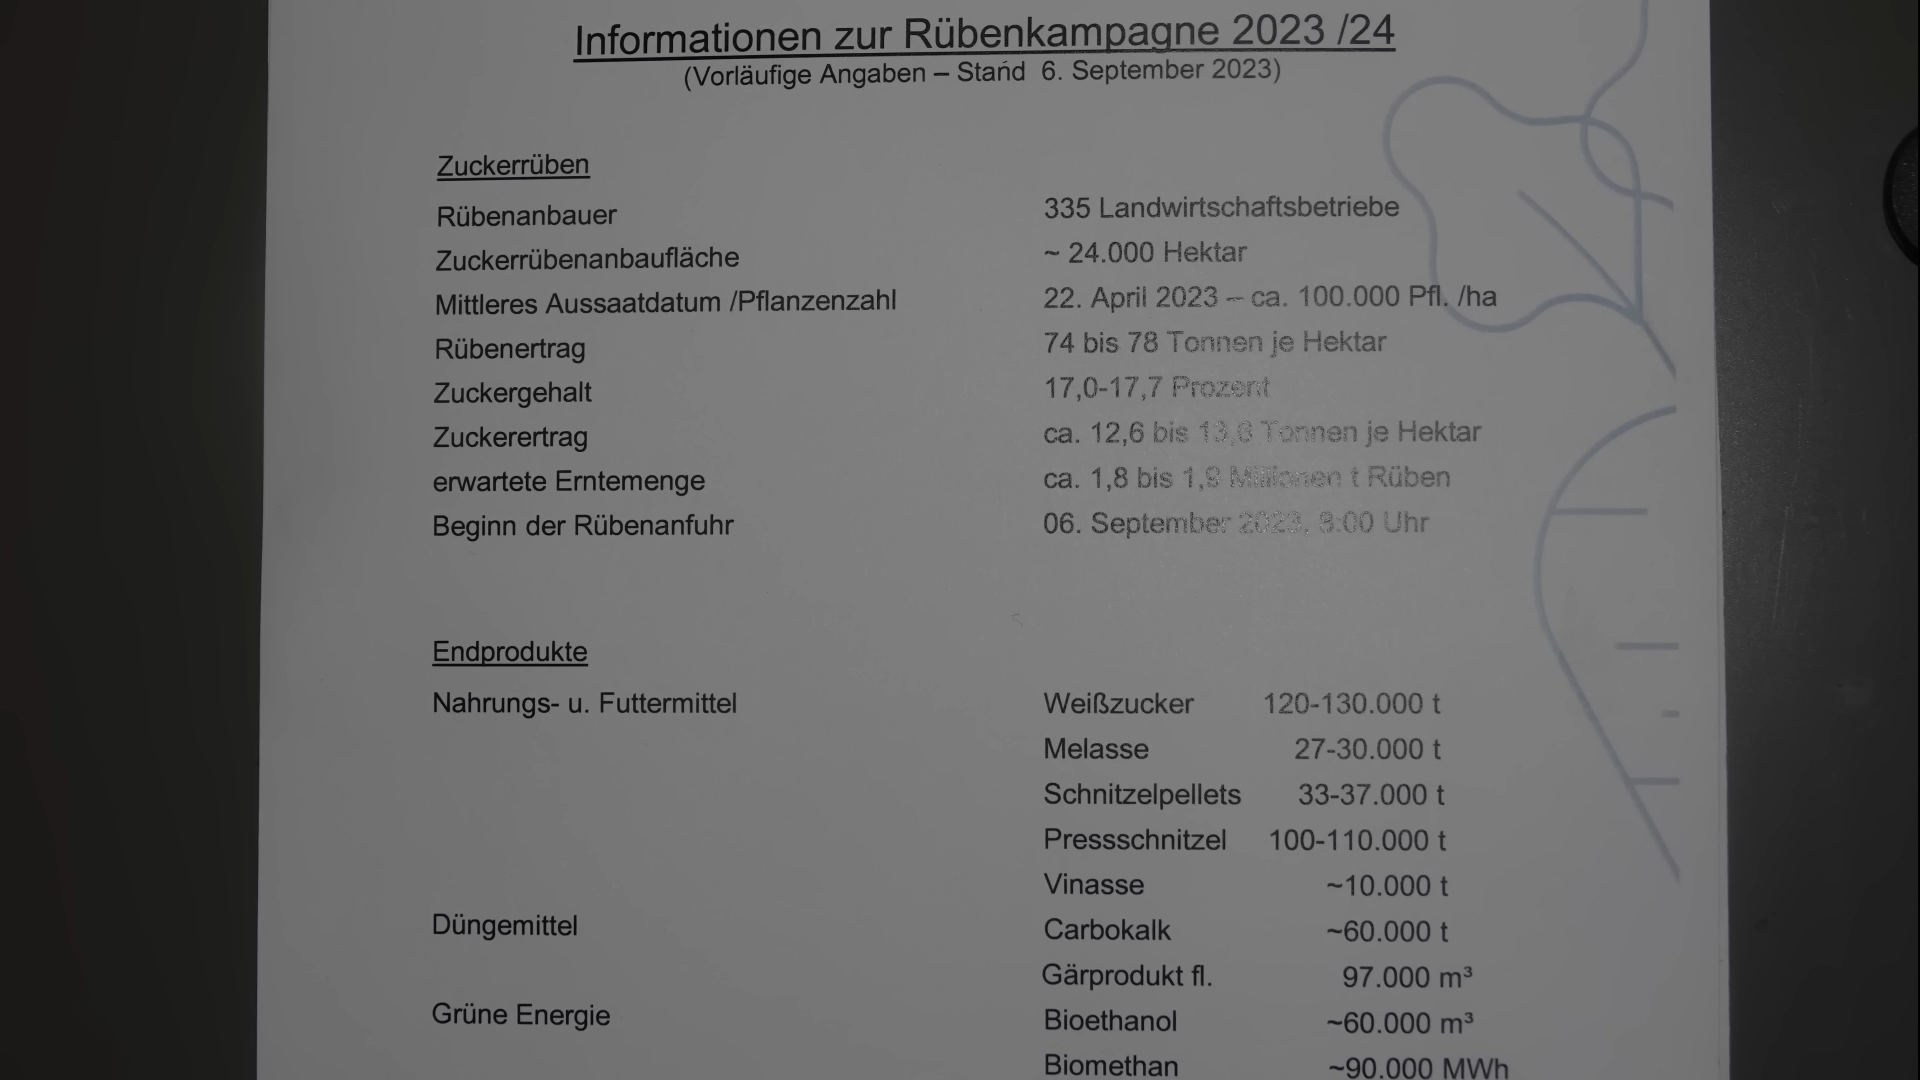 Informationen zur Rübenkampagne 2023 /24
(Vorläufige Angaben – Stand 6. September 2023)
Zuckerrüben
Rübenanbauer 335 Landwirtschaftsbetriebe
Zuckerrübenanbaufläche ~ 24.000 Hektar
Mittleres Aussaatdatum /Pflanzenzahl 22. April 2023 – ca. 100.000 Pfl. /ha
Rübenertrag 74 bis 78 Tonnen je Hektar
Zuckergehalt 17,0-17,7 Prozent
Zuckerertrag ca. 12,6 bis Tonnen je Hektar
erwartete Erntemenge ca. 1,8 bis 1,9 Millionen t Rüben
Beginn der Rübenanfuhr 06. September 2023, Uhr
Endprodukte
Nahrungs- u. Futtermittel Weißzucker 120-130.000 t
Melasse 27-30.000 t
Schnitzelpellets 33-37.000 t
Pressschnitzel 100-110.000 t
Vinasse ~10.000 t
Düngemittel Carbokalk ~60.000 t
Gärprodukt fl. 97.000 m³
Grüne Energie Bioethanol ~60.000 m³
Biomethan ~90.000 MWh